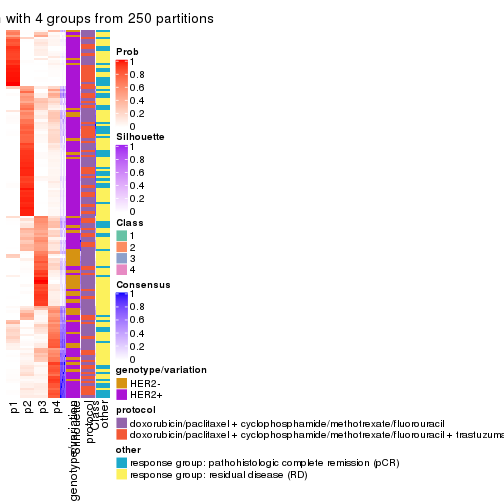 with 4 groups from 250 partitions
Prob
1
0.8
0.6
0.4
0.2
0
Silhouette
1
0.8
0.6
0.4
0.2
0
Class
1
2
3
4
Consensus
1
0.8
0.6
0.4
0.2
0
genotype/variation
HER2-
HER2+
protocol
doxorubicin/paclitaxel + cyclophosphamide/methotrexate/fluorouracil
doxorubicin/paclitaxel + cyclophosphamide/methotrexate/fluorouracil + trastuzuma
other
response group: pathohistologic complete remission (pCR)
response group: residual disease (RD)
p1
p2
p3
p4
Silhouette
genotype/variation
protocol
Class
other